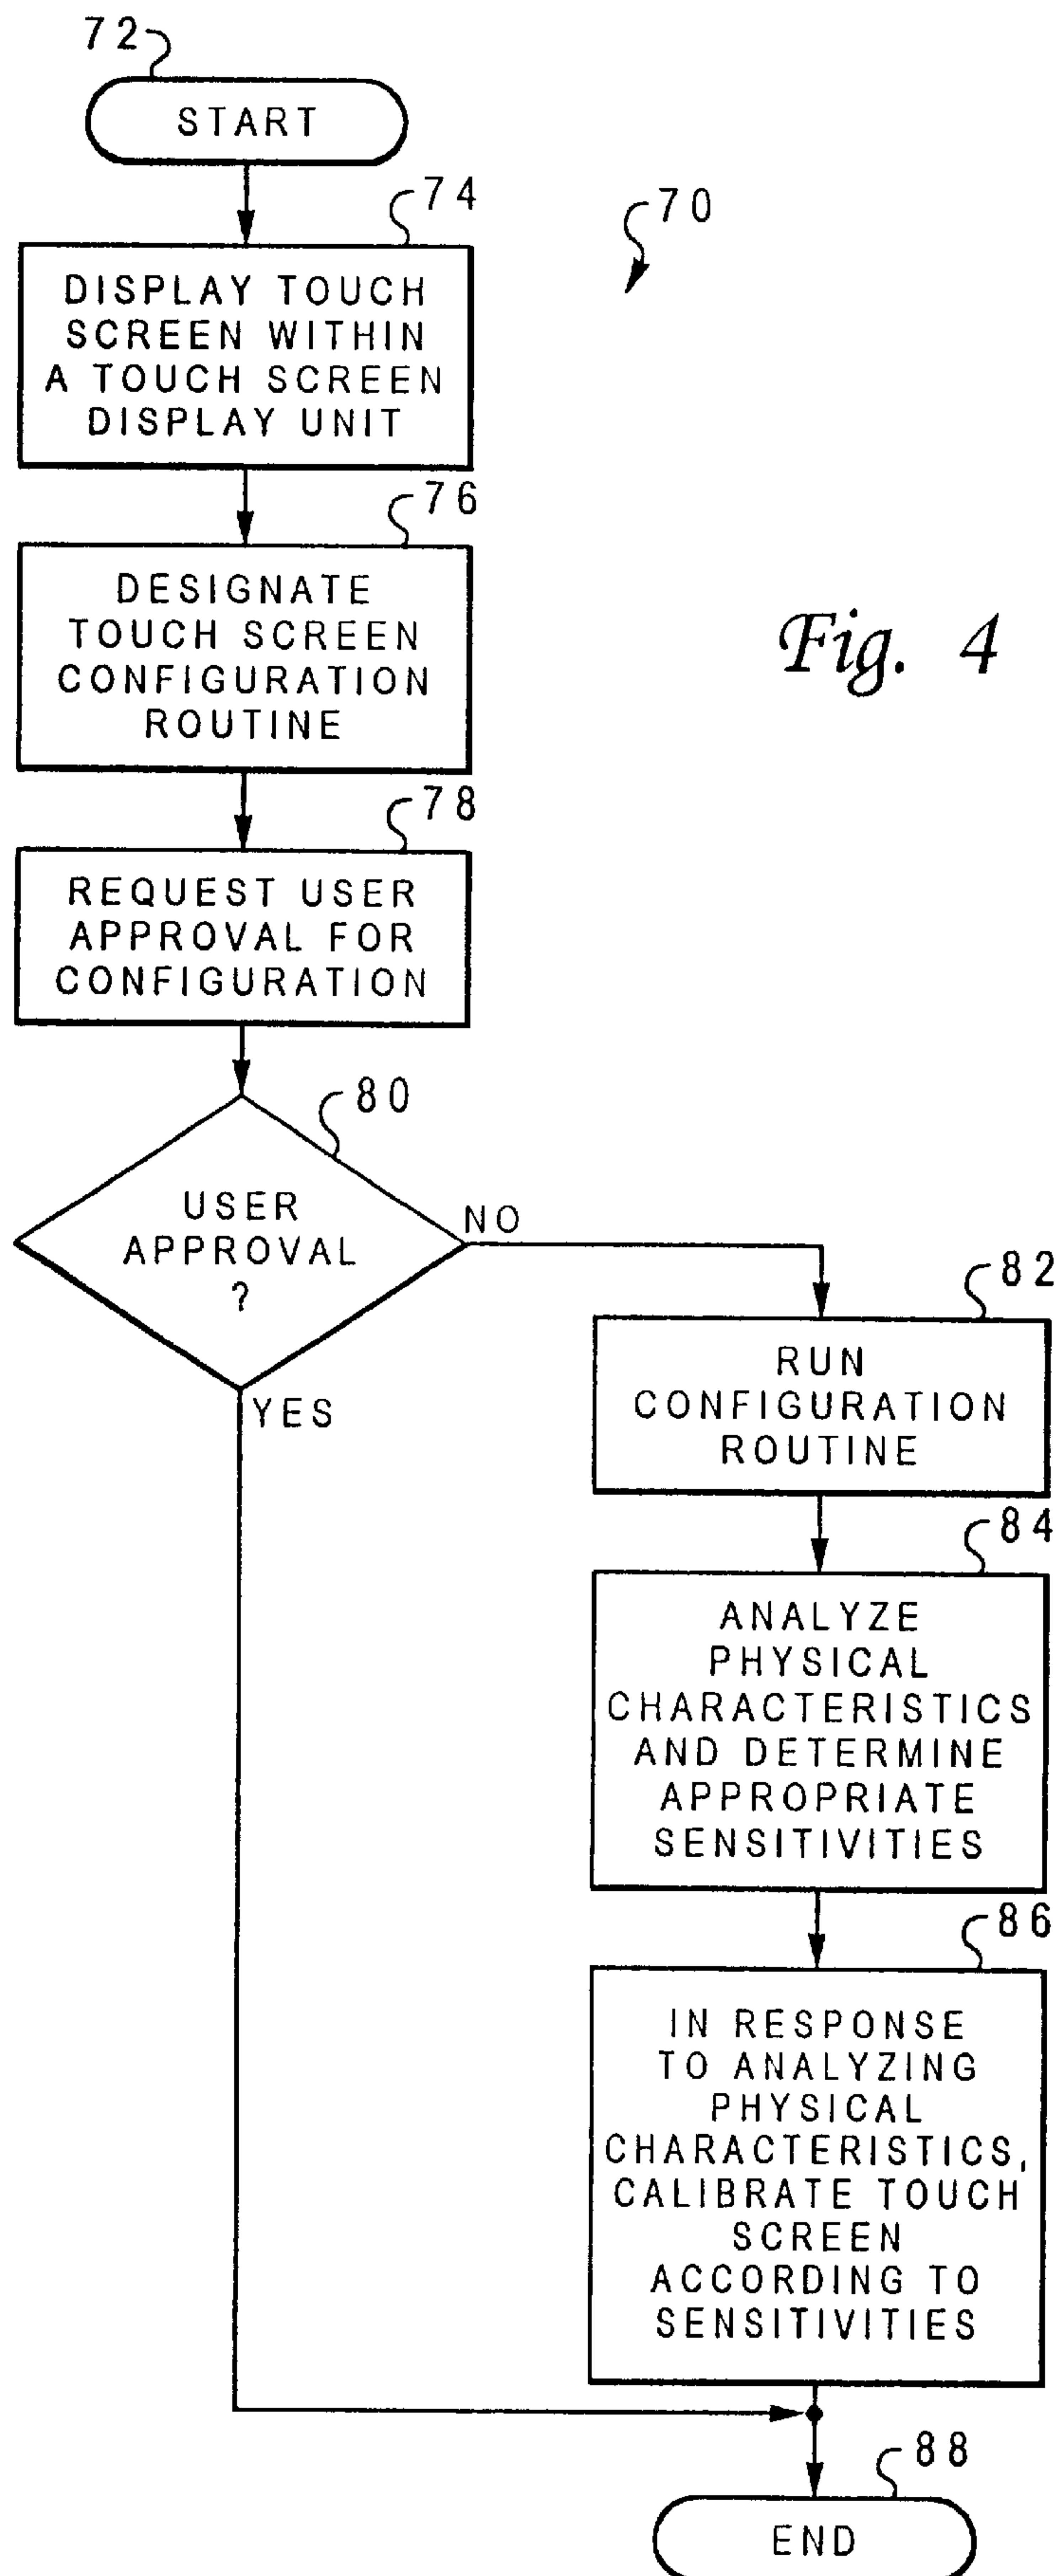 72
START
74
70
DISPLAY TOUCH
SCREEN WITHIN
A TOUCH SCREEN
DISPLAY UNIT
76
DESIGNATE
TOUCH SCREEN
CONFIGURATION
ROUTINE
Fig. 4
78
REQUEST USER
APPROVAL FOR
CONFIGURATION
80
USER
APPROVAL
?
NO
YES
82
RUN
CONFIGURATION
ROUTINE
84
ANALYZE
PHYSICAL
CHARACTERISTICS
AND DETERMINE
APPROPRIATE
SENSITIVITIES
86
IN RESPONSE
TO ANALYZING
PHYSICAL
CHARACTERISTICS,
CALIBRATE TOUCH
SCREEN
ACCORDING TO
SENSITIVITIES
88
END